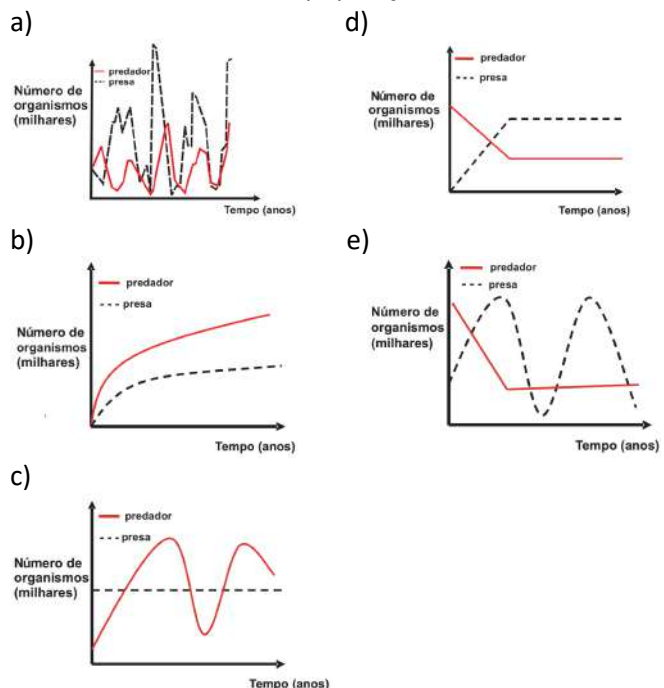 a)
Número de
organismos
(milhares)
predador
presa
Tempo (anos)
b)
predador
presa
Número de
organismos
(milhares)
Tempo (anos)
c)
predador
presa
Número de
organismos
(milhares)
Tempo (anos)
d)
predador
presa
Número de
organismos
(milhares)
Tempo (anos)
e)
predador
presa
Número de
organismos
(milhares)
Tempo (anos)